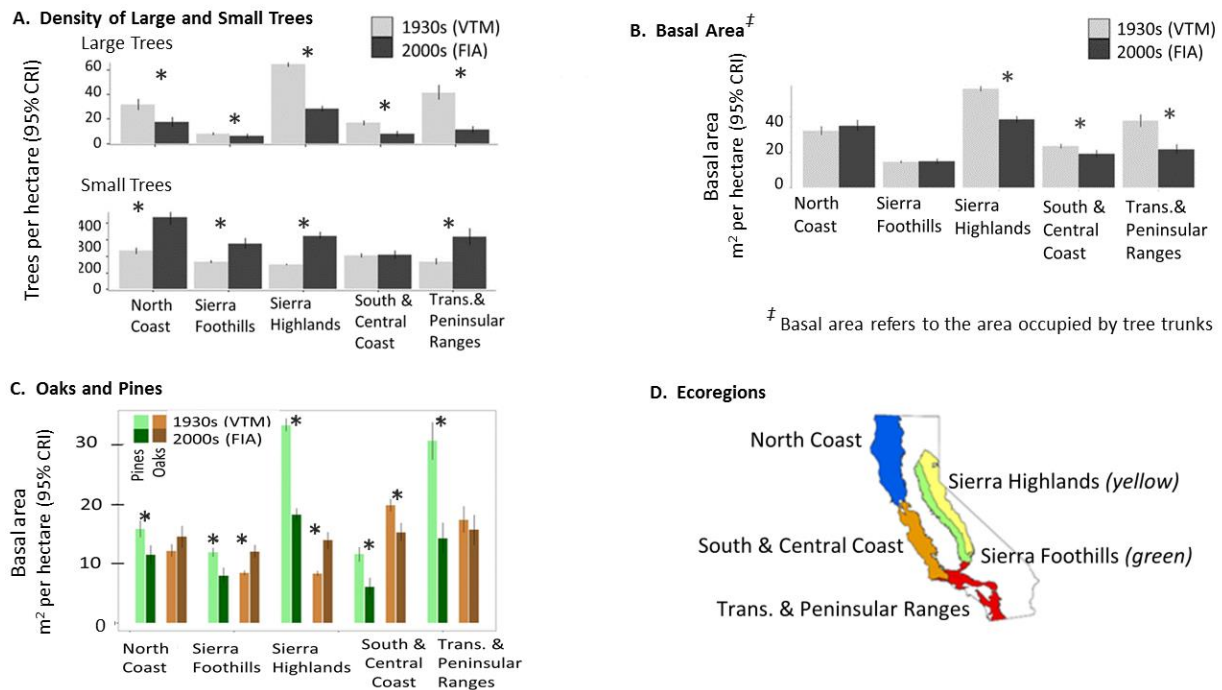 A. Density of Large and Small Trees
1930s (VTM)
2000s (FIA)
Large Trees
Trees per hectare (95% CRI)
60
40
20
0
*
*
*
*
*
Small Trees
400
300
200
100
0
*
*
*
*
North
Coast
Sierra
Foothills
Sierra
Highlands
South &
Central
Coast
Trans.&
Peninsular
Ranges
B. Basal Area‡
1930s (VTM)
2000s (FIA)
Basal area
m² per hectare (95% CRI)
40
20
0
*
*
*
North
Coast
Sierra
Foothills
Sierra
Highlands
South &
Central
Coast
Trans.&
Peninsular
Ranges
‡ Basal area refers to the area occupied by tree trunks
C. Oaks and Pines
1930s (VTM)
2000s (FIA)
Pines
Oaks
Basal area
m² per hectare (95% CRI)
30
20
10
0
*
*
*
*
*
*
*
*
North
Coast
Sierra
Foothills
Sierra
Highlands
South &
Central
Coast
Trans. &
Peninsular
Ranges
D. Ecoregions
North Coast
Sierra Highlands (yellow)
South & Central Coast
Sierra Foothills (green)
Trans. & Peninsular Ranges